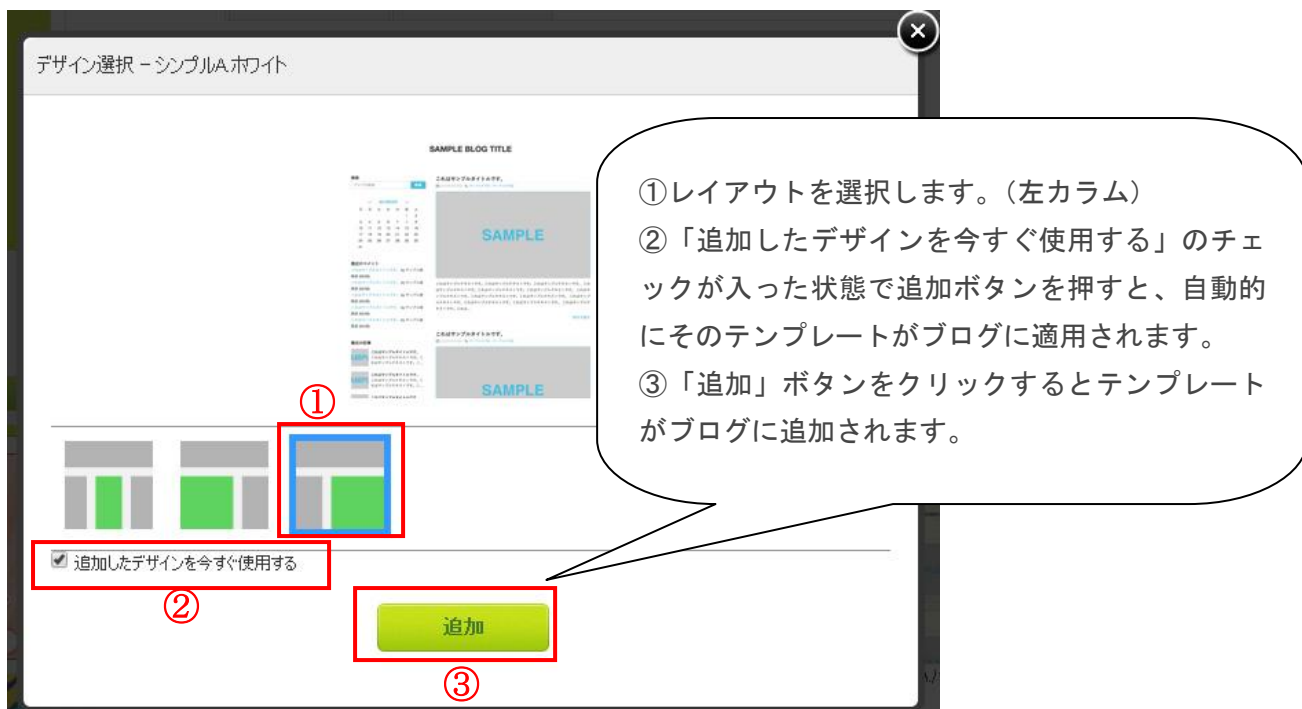 デザイン選択 - シンプルA.ホワイト
SAMPLE BLOG TITLE
これはサンプルタイトルです。
SAMPLE
これはサンプルタイトルです。
SAMPLE
①レイアウトを選択します。(左カラム)
②「追加したデザインを今すぐ使用する」のチェ
ックが入った状態で追加ボタンを押すと、自動的
にそのテンプレートがブログに適用されます。
③「追加」ボタンをクリックするとテンプレート
がブログに追加されます。
①
追加したデザインを今すぐ使用する
②
追加
③